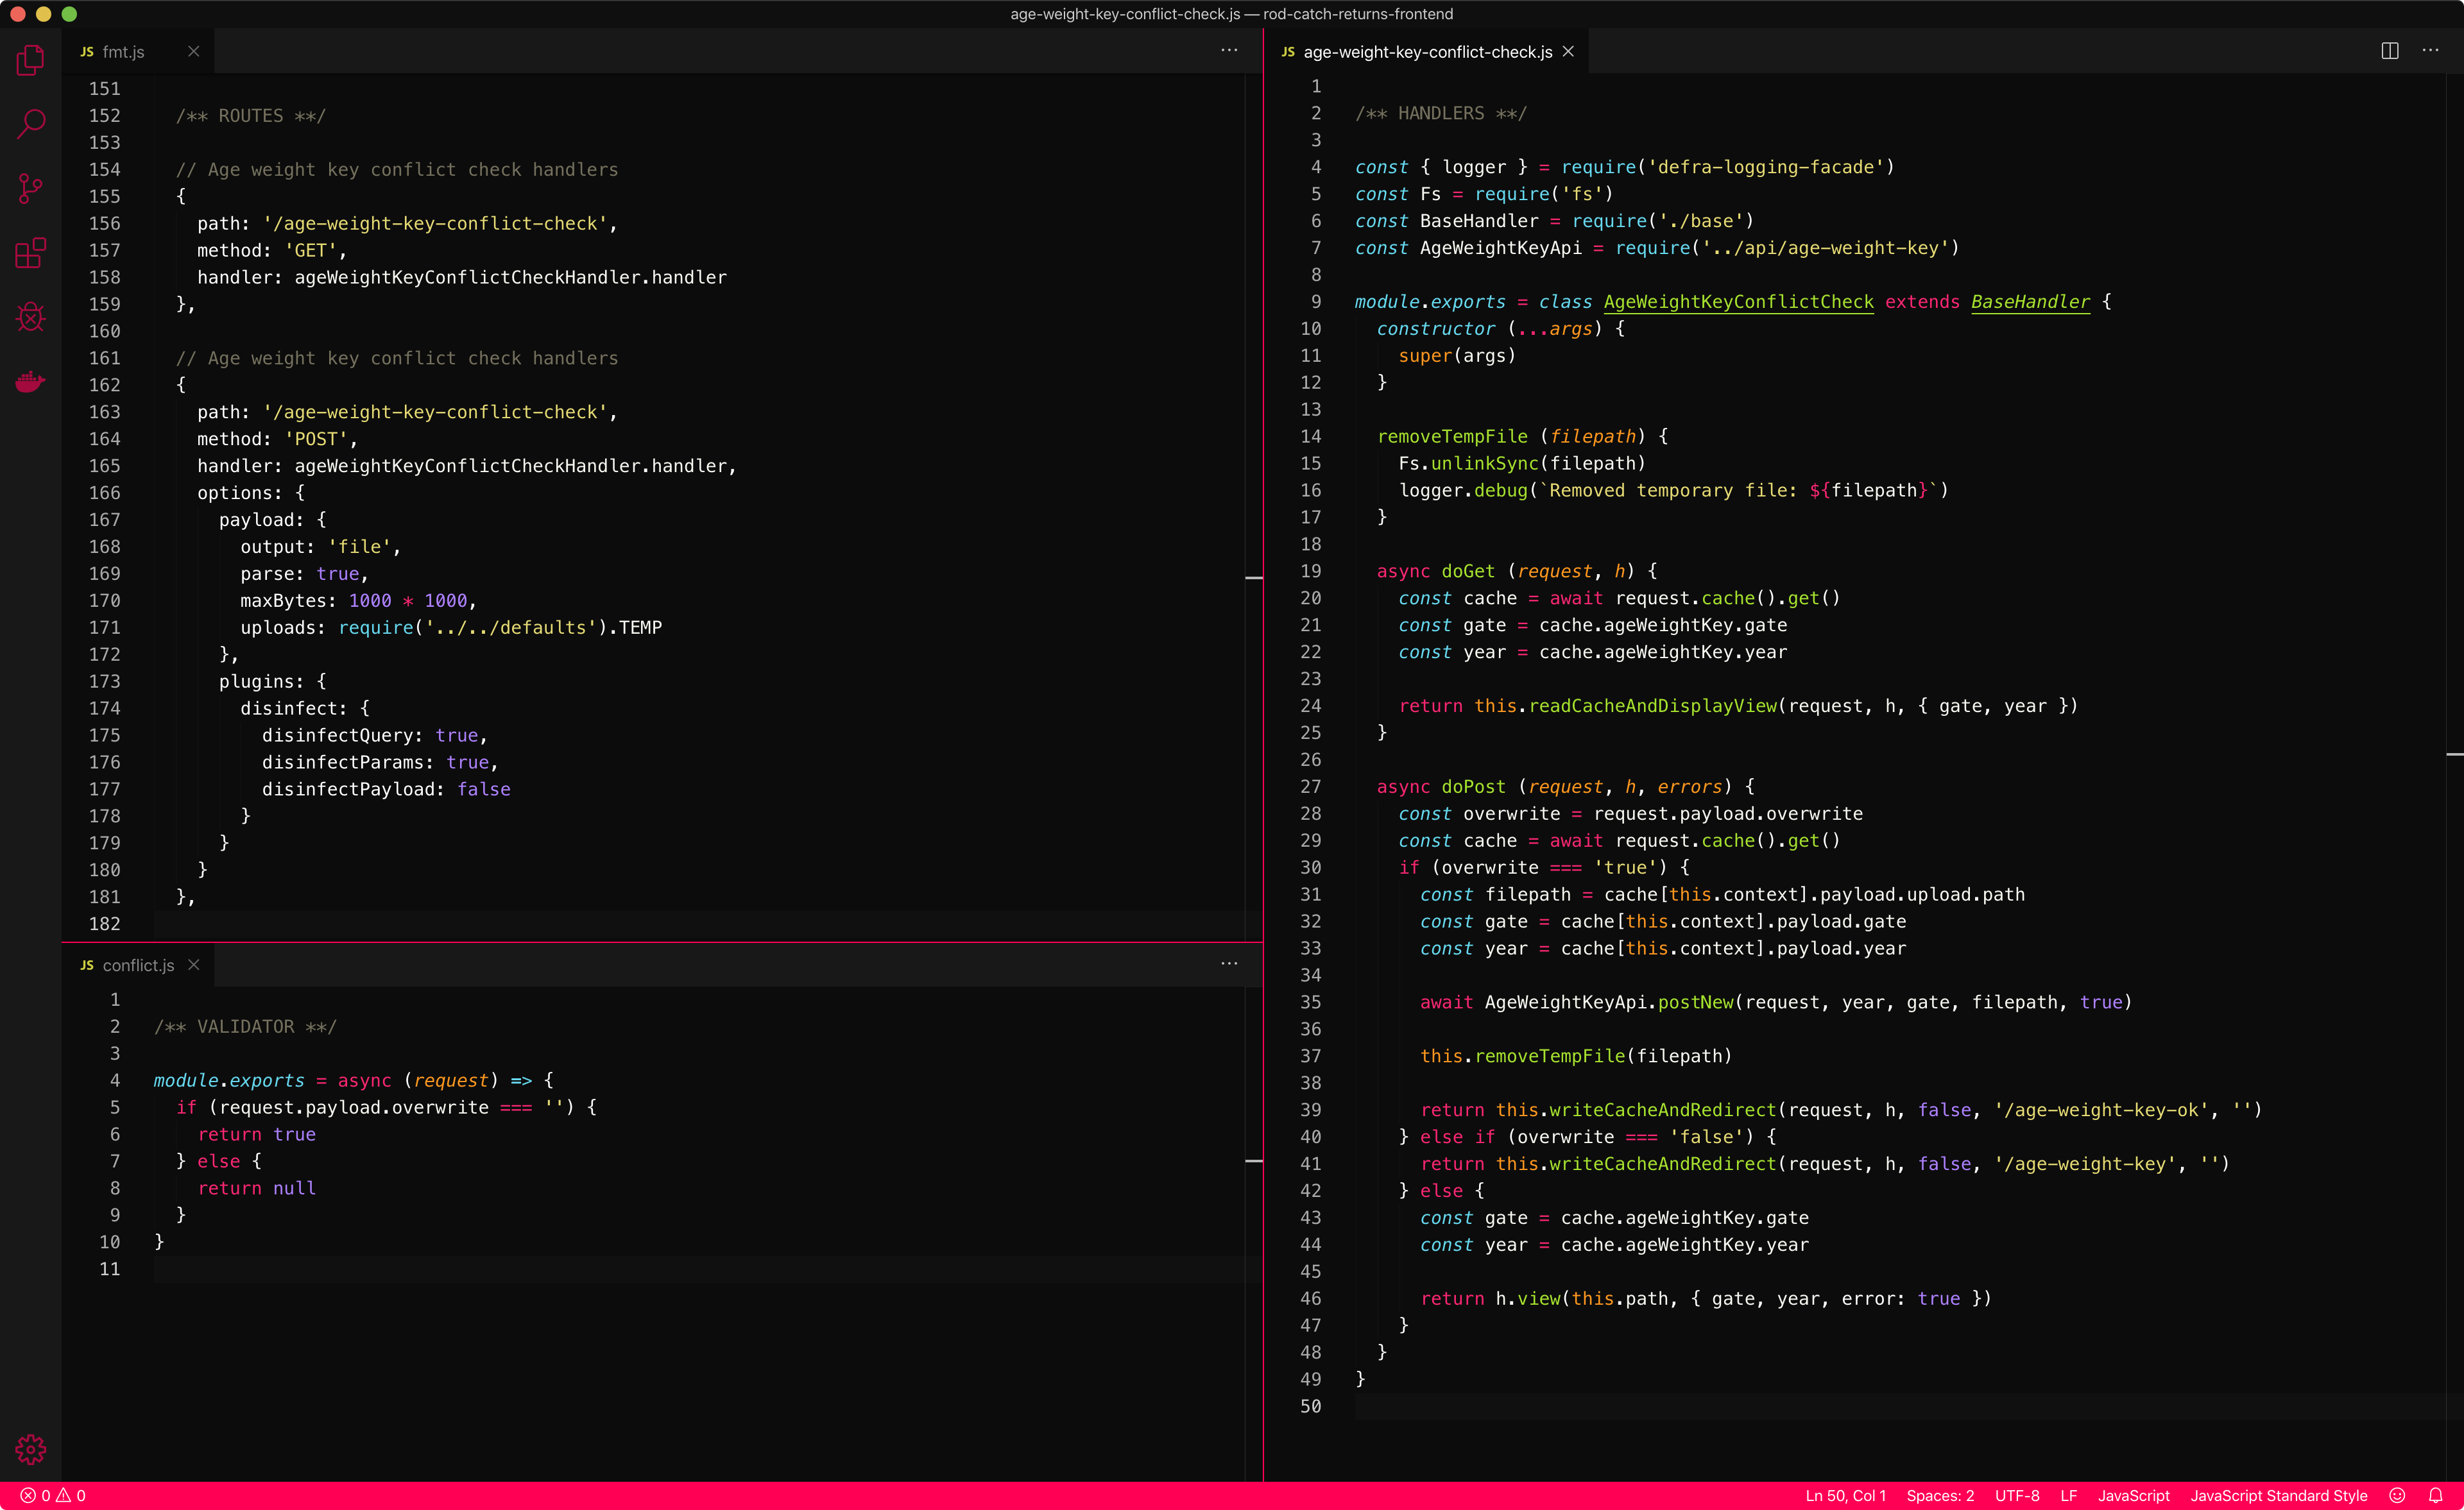 age-weight-key-conflict-check.js — rod-catch-returns-frontend
JS fmt.js
151
152 /** ROUTES **/
153
154 // Age weight key conflict check handlers
155 {
156 path: '/age-weight-key-conflict-check',
157 method: 'GET',
158 handler: ageWeightKeyConflictCheckHandler.handler
159 },
160
161 // Age weight key conflict check handlers
162 {
163 path: '/age-weight-key-conflict-check',
164 method: 'POST',
165 handler: ageWeightKeyConflictCheckHandler.handler,
166 options: {
167 payload: {
168 output: 'file',
169 parse: true,
170 maxBytes: 1000 * 1000,
171 uploads: require('../../defaults').TEMP
172 },
173 plugins: {
174 disinfect: {
175 disinfectQuery: true,
176 disinfectParams: true,
177 disinfectPayload: false
178 }
179 }
180 }
181 },
182
JS conflict.js
1
2 /** VALIDATOR **/
3
4 module.exports = async (request) => {
5 if (request.payload.overwrite === '') {
6 return true
7 } else {
8 return null
9 }
10 }
11
JS age-weight-key-conflict-check.js
1
2 /** HANDLERS **/
3
4 const { logger } = require('defra-logging-facade')
5 const Fs = require('fs')
6 const BaseHandler = require('./base')
7 const AgeWeightKeyApi = require('../api/age-weight-key')
8
9 module.exports = class AgeWeightKeyConflictCheck extends BaseHandler {
10 constructor (...args) {
11 super(args)
12 }
13
14 removeTempFile (filepath) {
15 Fs.unlinkSync(filepath)
16 logger.debug(`Removed temporary file: ${filepath}`)
17 }
18
19 async doGet (request, h) {
20 const cache = await request.cache().get()
21 const gate = cache.ageWeightKey.gate
22 const year = cache.ageWeightKey.year
23
24 return this.readCacheAndDisplayView(request, h, { gate, year })
25 }
26
27 async doPost (request, h, errors) {
28 const overwrite = request.payload.overwrite
29 const cache = await request.cache().get()
30 if (overwrite === 'true') {
31 const filepath = cache[this.context].payload.upload.path
32 const gate = cache[this.context].payload.gate
33 const year = cache[this.context].payload.year
34
35 await AgeWeightKeyApi.postNew(request, year, gate, filepath, true)
36
37 this.removeTempFile(filepath)
38
39 return this.writeCacheAndRedirect(request, h, false, '/age-weight-key-ok', '')
40 } else if (overwrite === 'false') {
41 return this.writeCacheAndRedirect(request, h, false, '/age-weight-key', '')
42 } else {
43 const gate = cache.ageWeightKey.gate
44 const year = cache.ageWeightKey.year
45
46 return h.view(this.path, { gate, year, error: true })
47 }
48 }
49 }
50
0 0 Ln 50, Col 1 Spaces: 2 UTF-8 LF JavaScript JavaScript Standard Style